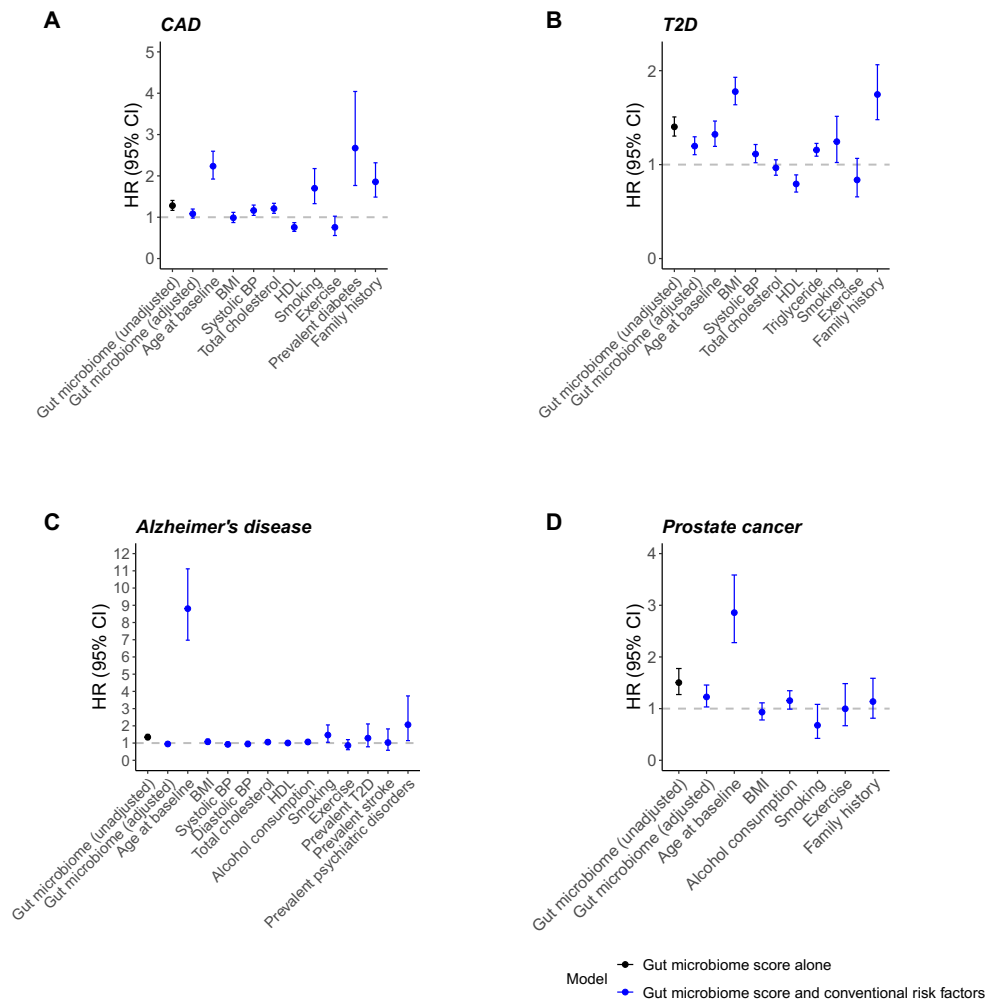 A
CAD
HR (95% CI)
5
4
3
2
1
0
Gut microbiome (unadjusted)
Gut microbiome (adjusted)
Age at baseline
BMI
Systolic BP
Total cholesterol
HDL
Smoking
Exercise
Prevalent diabetes
Family history
B
T2D
HR (95% CI)
2
1
0
Gut microbiome (unadjusted)
Gut microbiome (adjusted)
Age at baseline
BMI
Systolic BP
Total cholesterol
HDL
Triglyceride
Smoking
Exercise
Family history
C
Alzheimer's disease
HR (95% CI)
12
11
10
9
8
7
6
5
4
3
2
1
0
Gut microbiome (unadjusted)
Gut microbiome (adjusted)
Age at baseline
BMI
Systolic BP
Diastolic BP
Total cholesterol
HDL
Alcohol consumption
Smoking
Exercise
Prevalent T2D
Prevalent stroke
Prevalent psychiatric disorders
D
Prostate cancer
HR (95% CI)
4
3
2
1
0
Gut microbiome (unadjusted)
Gut microbiome (adjusted)
Age at baseline
BMI
Alcohol consumption
Smoking
Exercise
Family history
Model
Gut microbiome score alone
Gut microbiome score and conventional risk factors